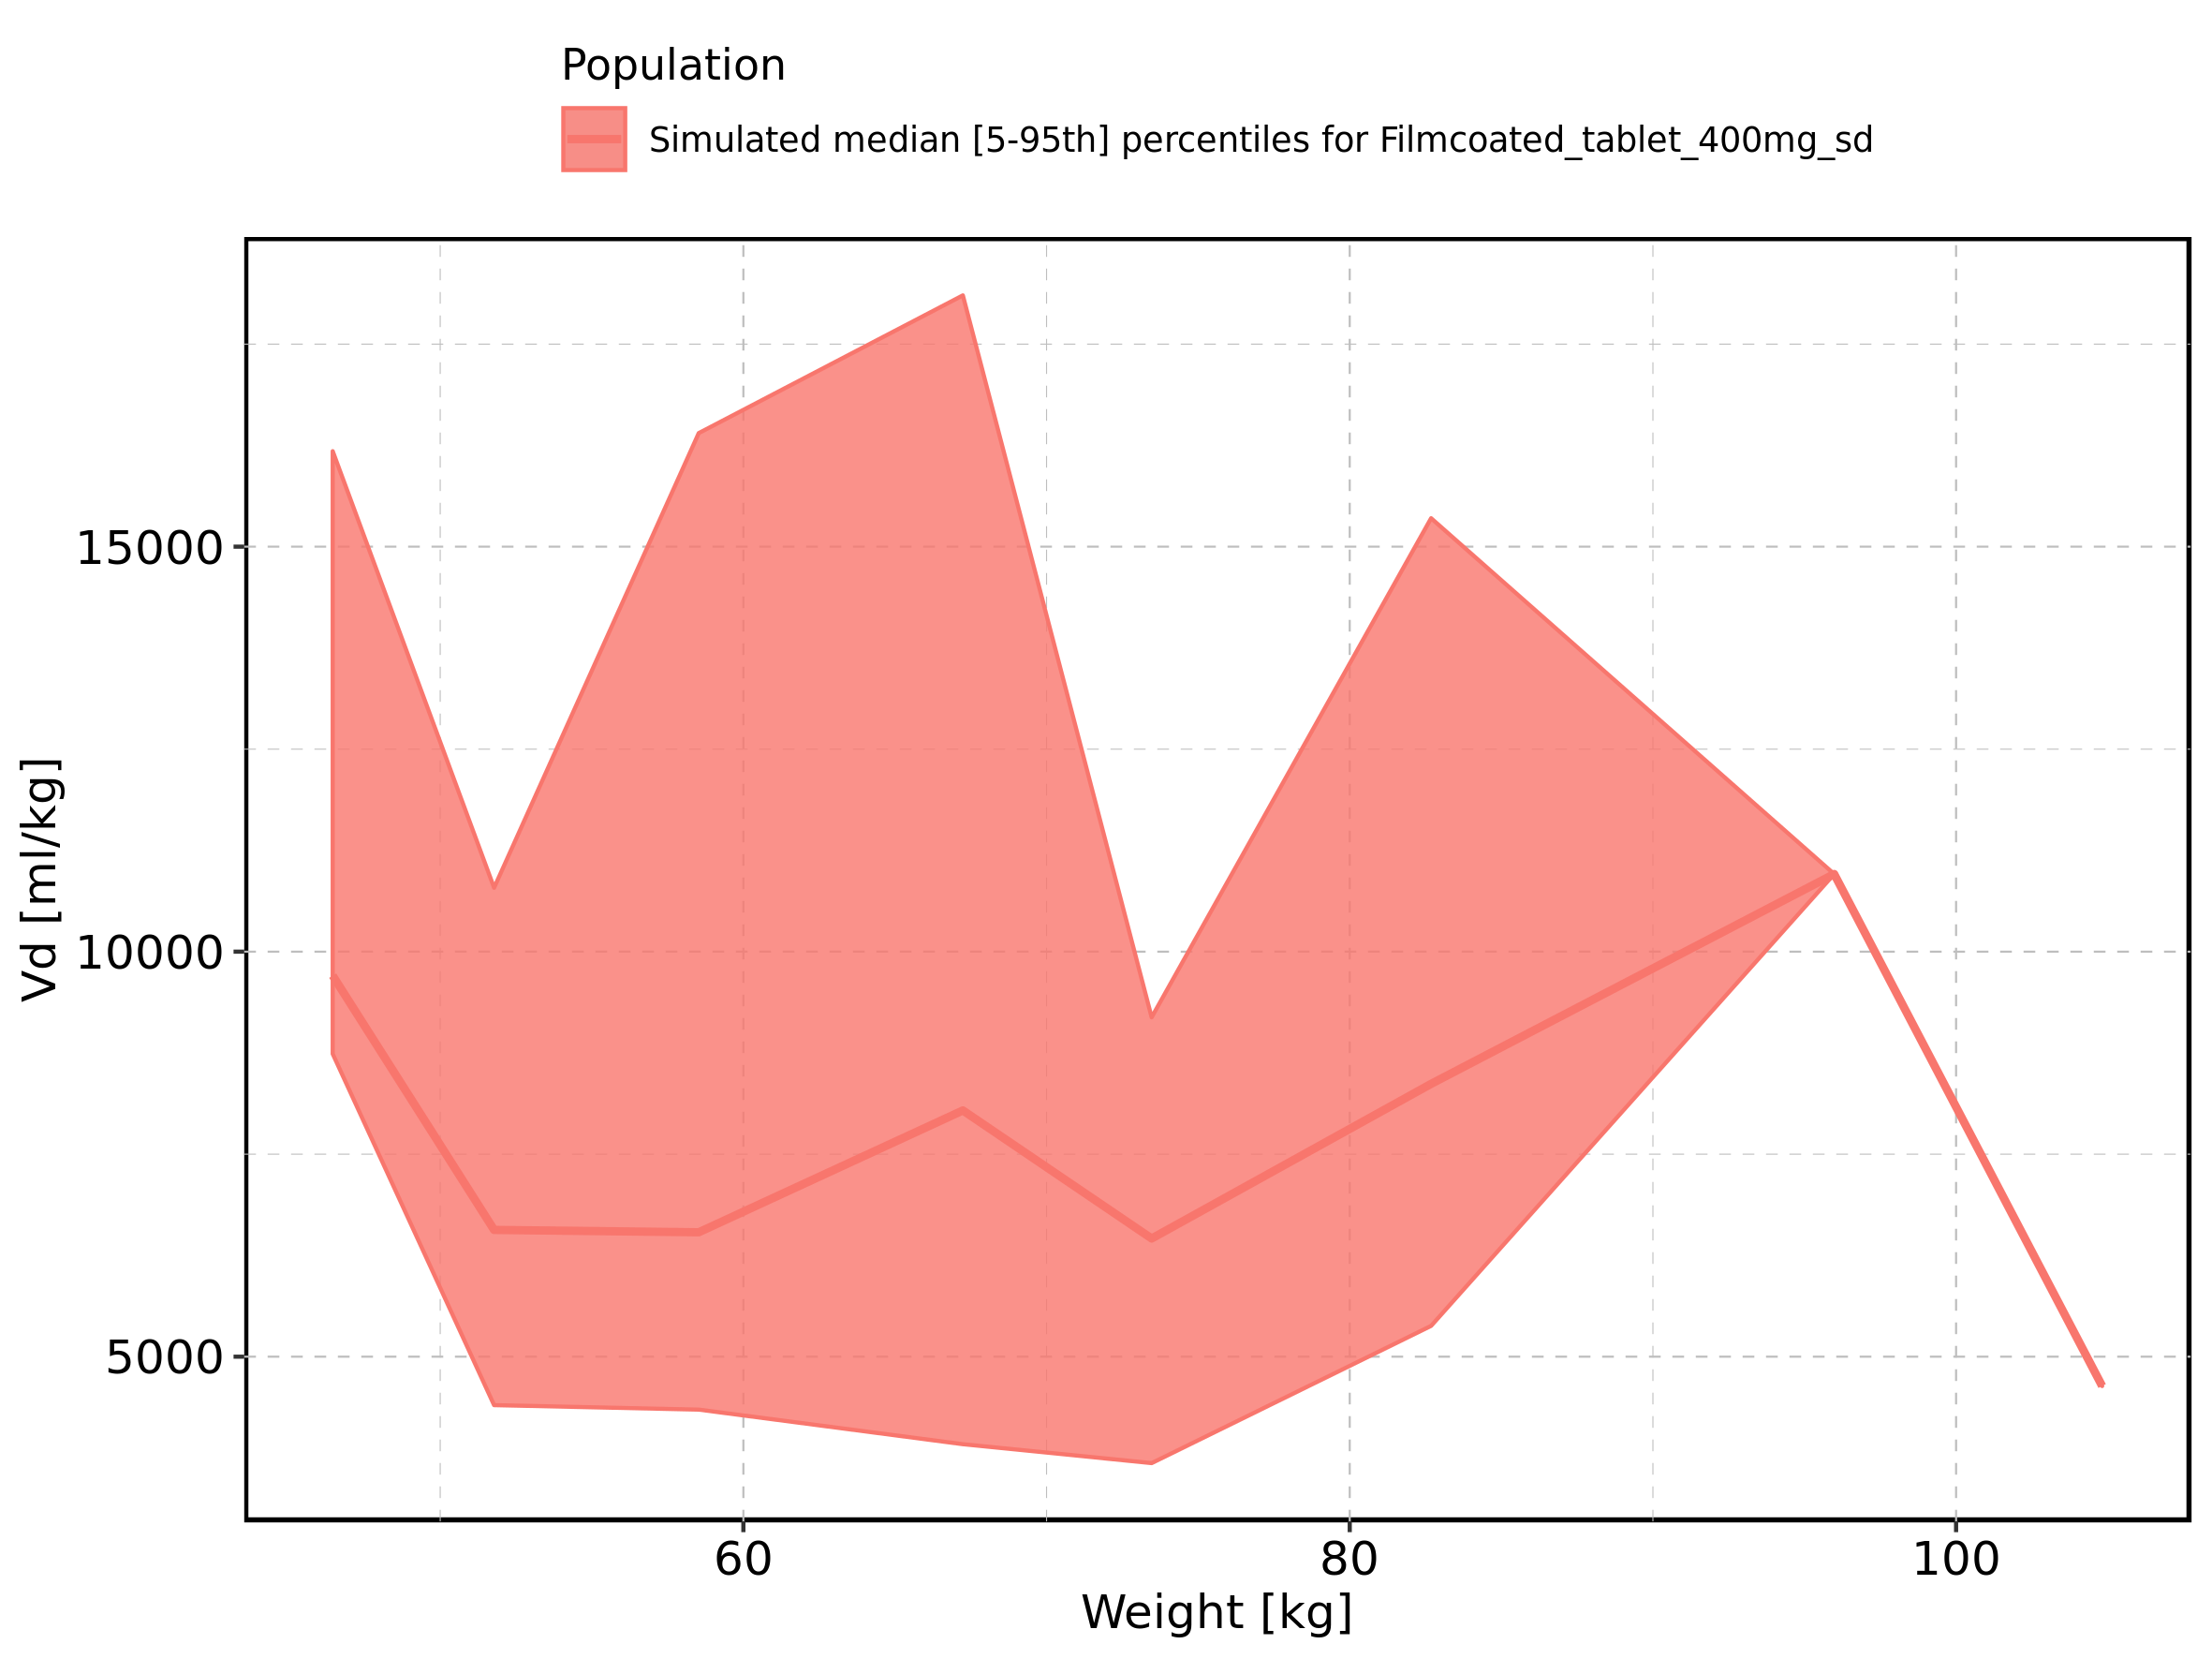 Population
Simulated median [5-95th] percentiles for Filmcoated_tablet_400mg_sd
15000
10000
5000
Vd [ml/kg]
60
80
100
Weight [kg]